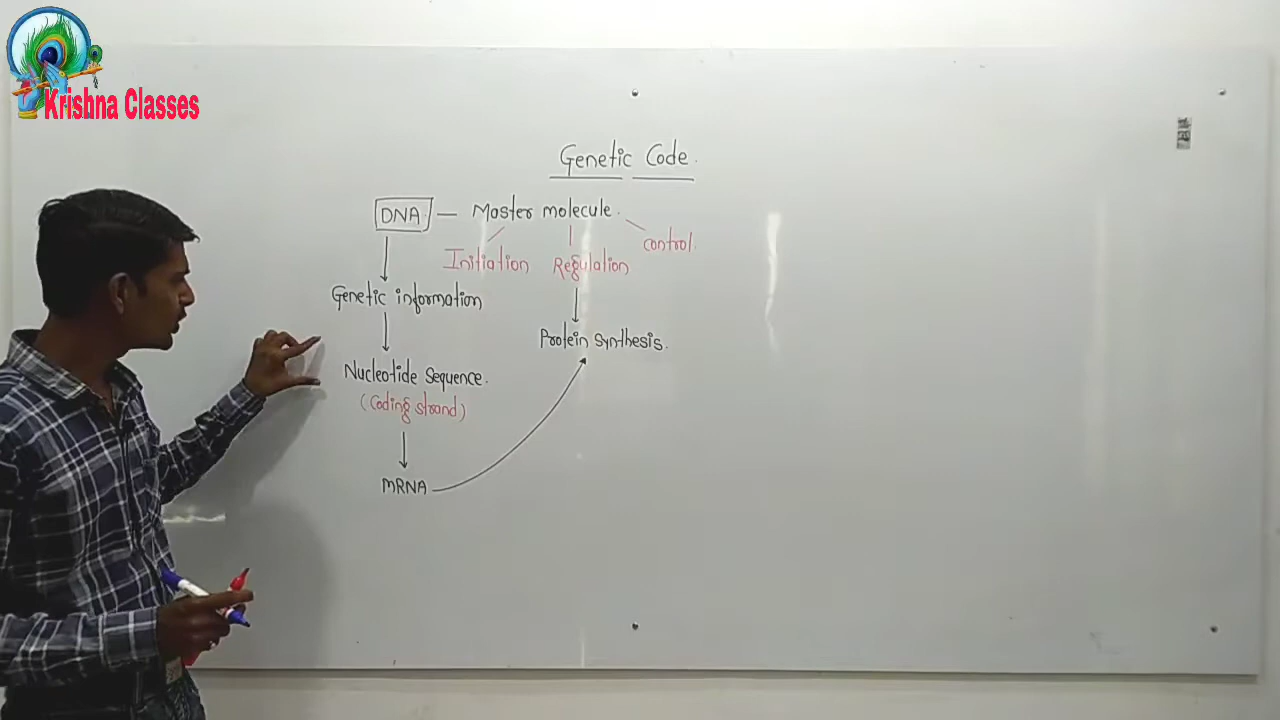 Krishna Classes
Genetic Code.
DNA. — Master molecule.
Initiation Regulation control.
Genetic information
Protein synthesis.
Nucleotide Sequence.
(Coding strand)
mRNA